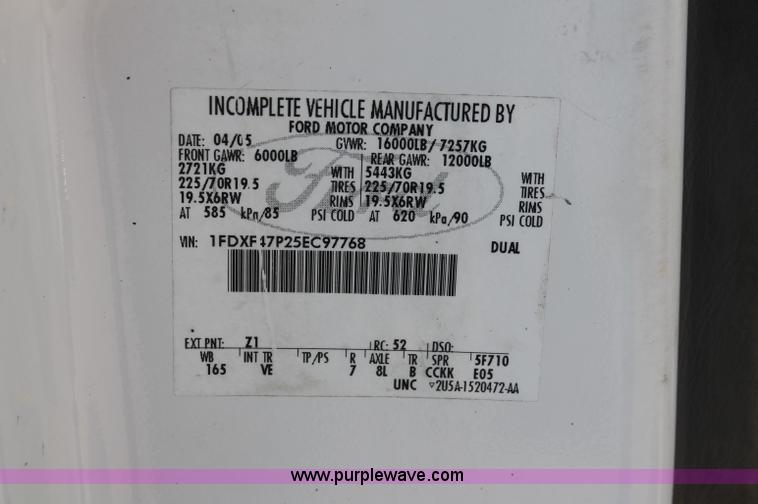 INCOMPLETE VEHICLE MANUFACTURED BY
FORD MOTOR COMPANY
DATE: 04/05 GVWR: 16000LB/7257KG
FRONT GAWR: 6000LB REAR GAWR: 12000LB
2721KG WITH 5443KG WITH
225/70R19.5 TIRES 225/70R19.5 TIRES
19.5X6RW RIMS 19.5X6RW RIMS
AT 585 kPa/85 PSI COLD AT 620 kPa/90 PSI COLD
VIN: 1FDXF47P25EC97768 DUAL
Ford
EXT PNT: Z1 RC: 52 DSO:
WB INT TR TP/PS R AXLE TR SPR 5F710
165 VE 7 8L B CCKK E05
UNC ▿2U5A-1520472-AA
www.purplewave.com